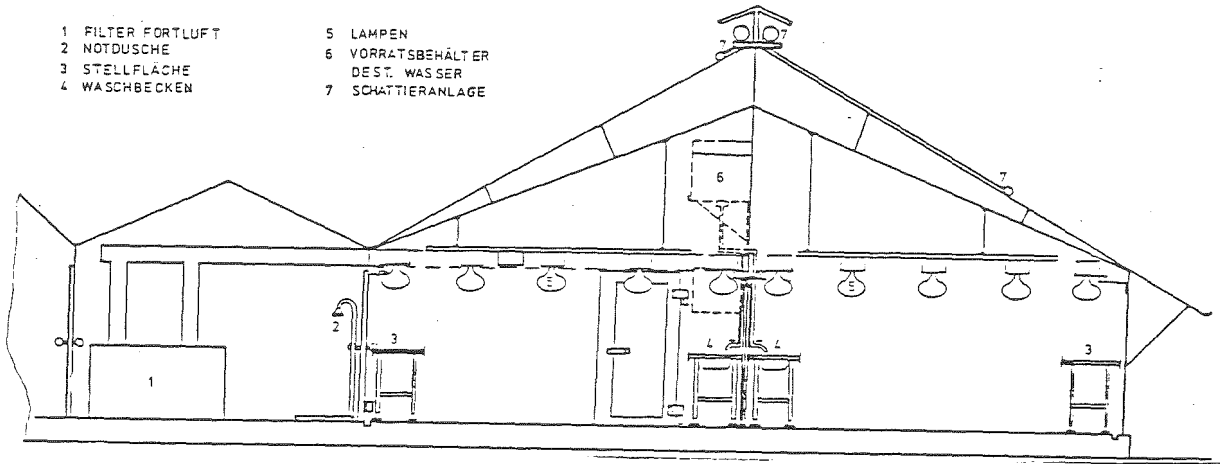 1 FILTER FORTLUFT
2 NOTDUSCHE
3 STELLFLÄCHE
4 WASCHBECKEN
5 LAMPEN
6 VORRATSBEHÄLTER
DEST. WASSER
7 SCHATTIERANLAGE
7 7
6
7
5 5
2
3
4 4
3
1